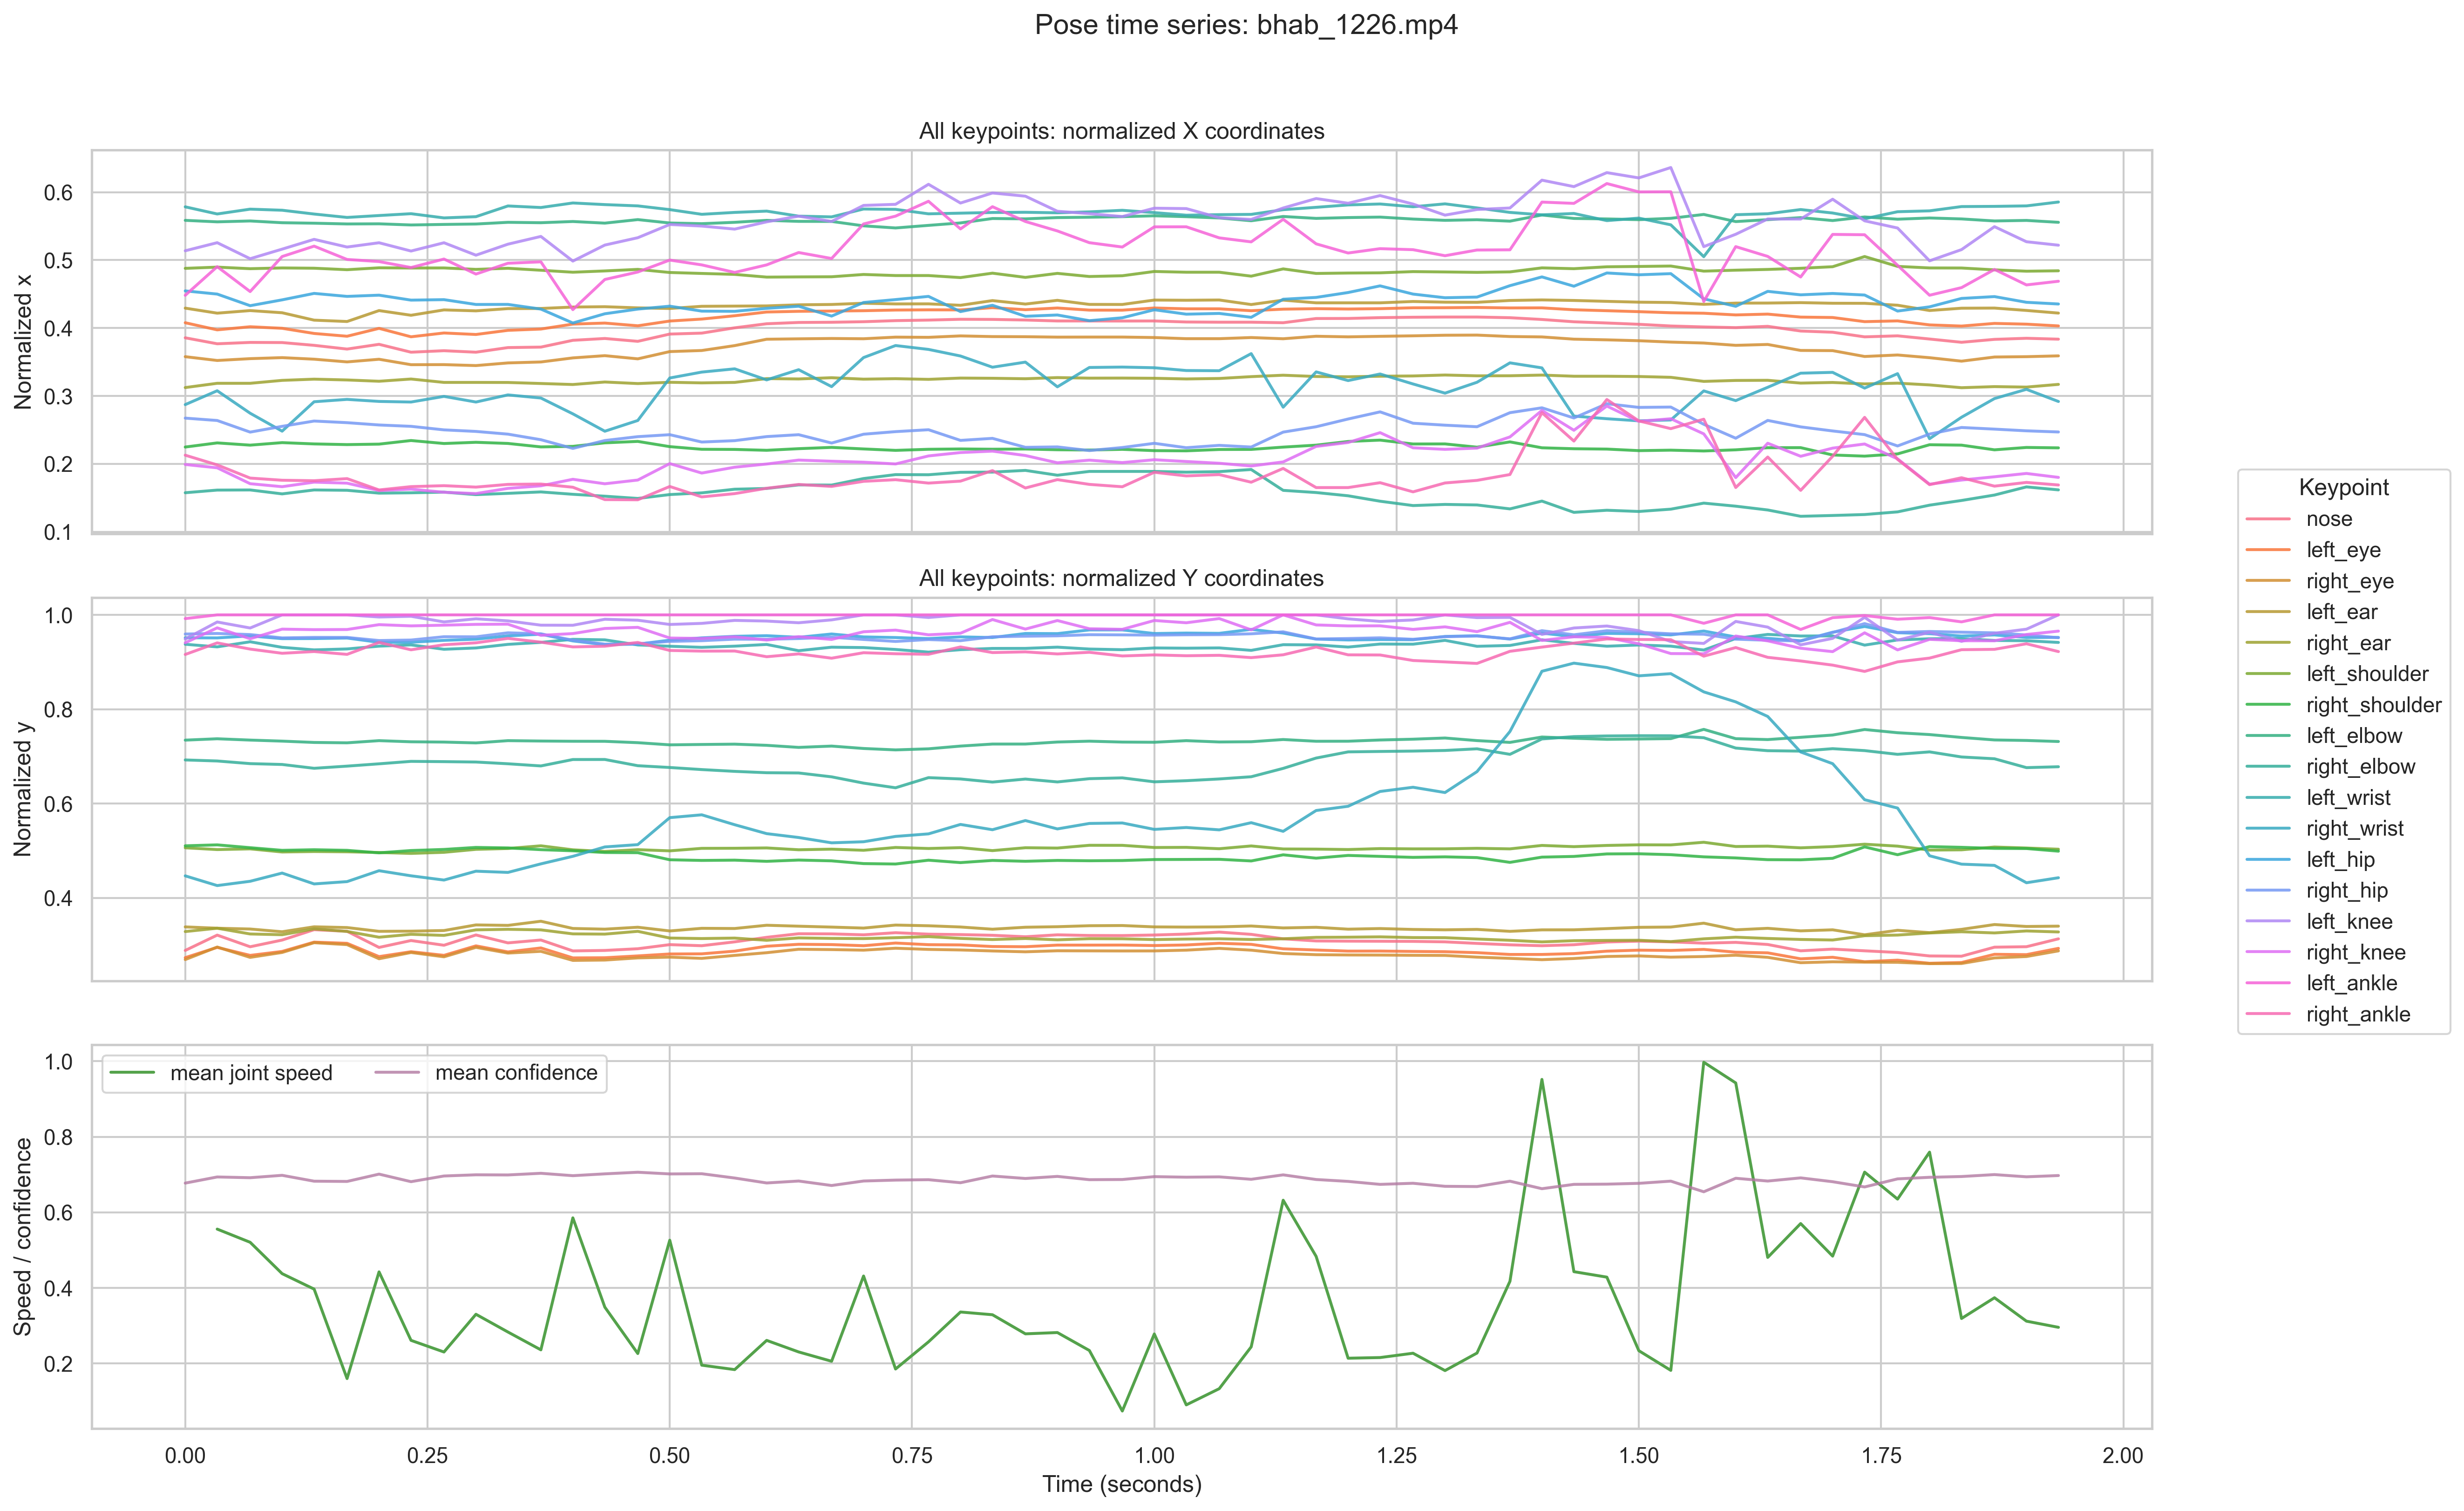 Pose time series: bhab_1226.mp4
All keypoints: normalized X coordinates
Normalized x
0.6
0.5
0.4
0.3
0.2
0.1
All keypoints: normalized Y coordinates
Normalized y
1.0
0.8
0.6
0.4
Keypoint
nose
left_eye
right_eye
left_ear
right_ear
left_shoulder
right_shoulder
left_elbow
right_elbow
left_wrist
right_wrist
left_hip
right_hip
left_knee
right_knee
left_ankle
right_ankle
mean joint speed mean confidence
Speed / confidence
1.0
0.8
0.6
0.4
0.2
0.00 0.25 0.50 0.75 1.00 1.25 1.50 1.75 2.00
Time (seconds)